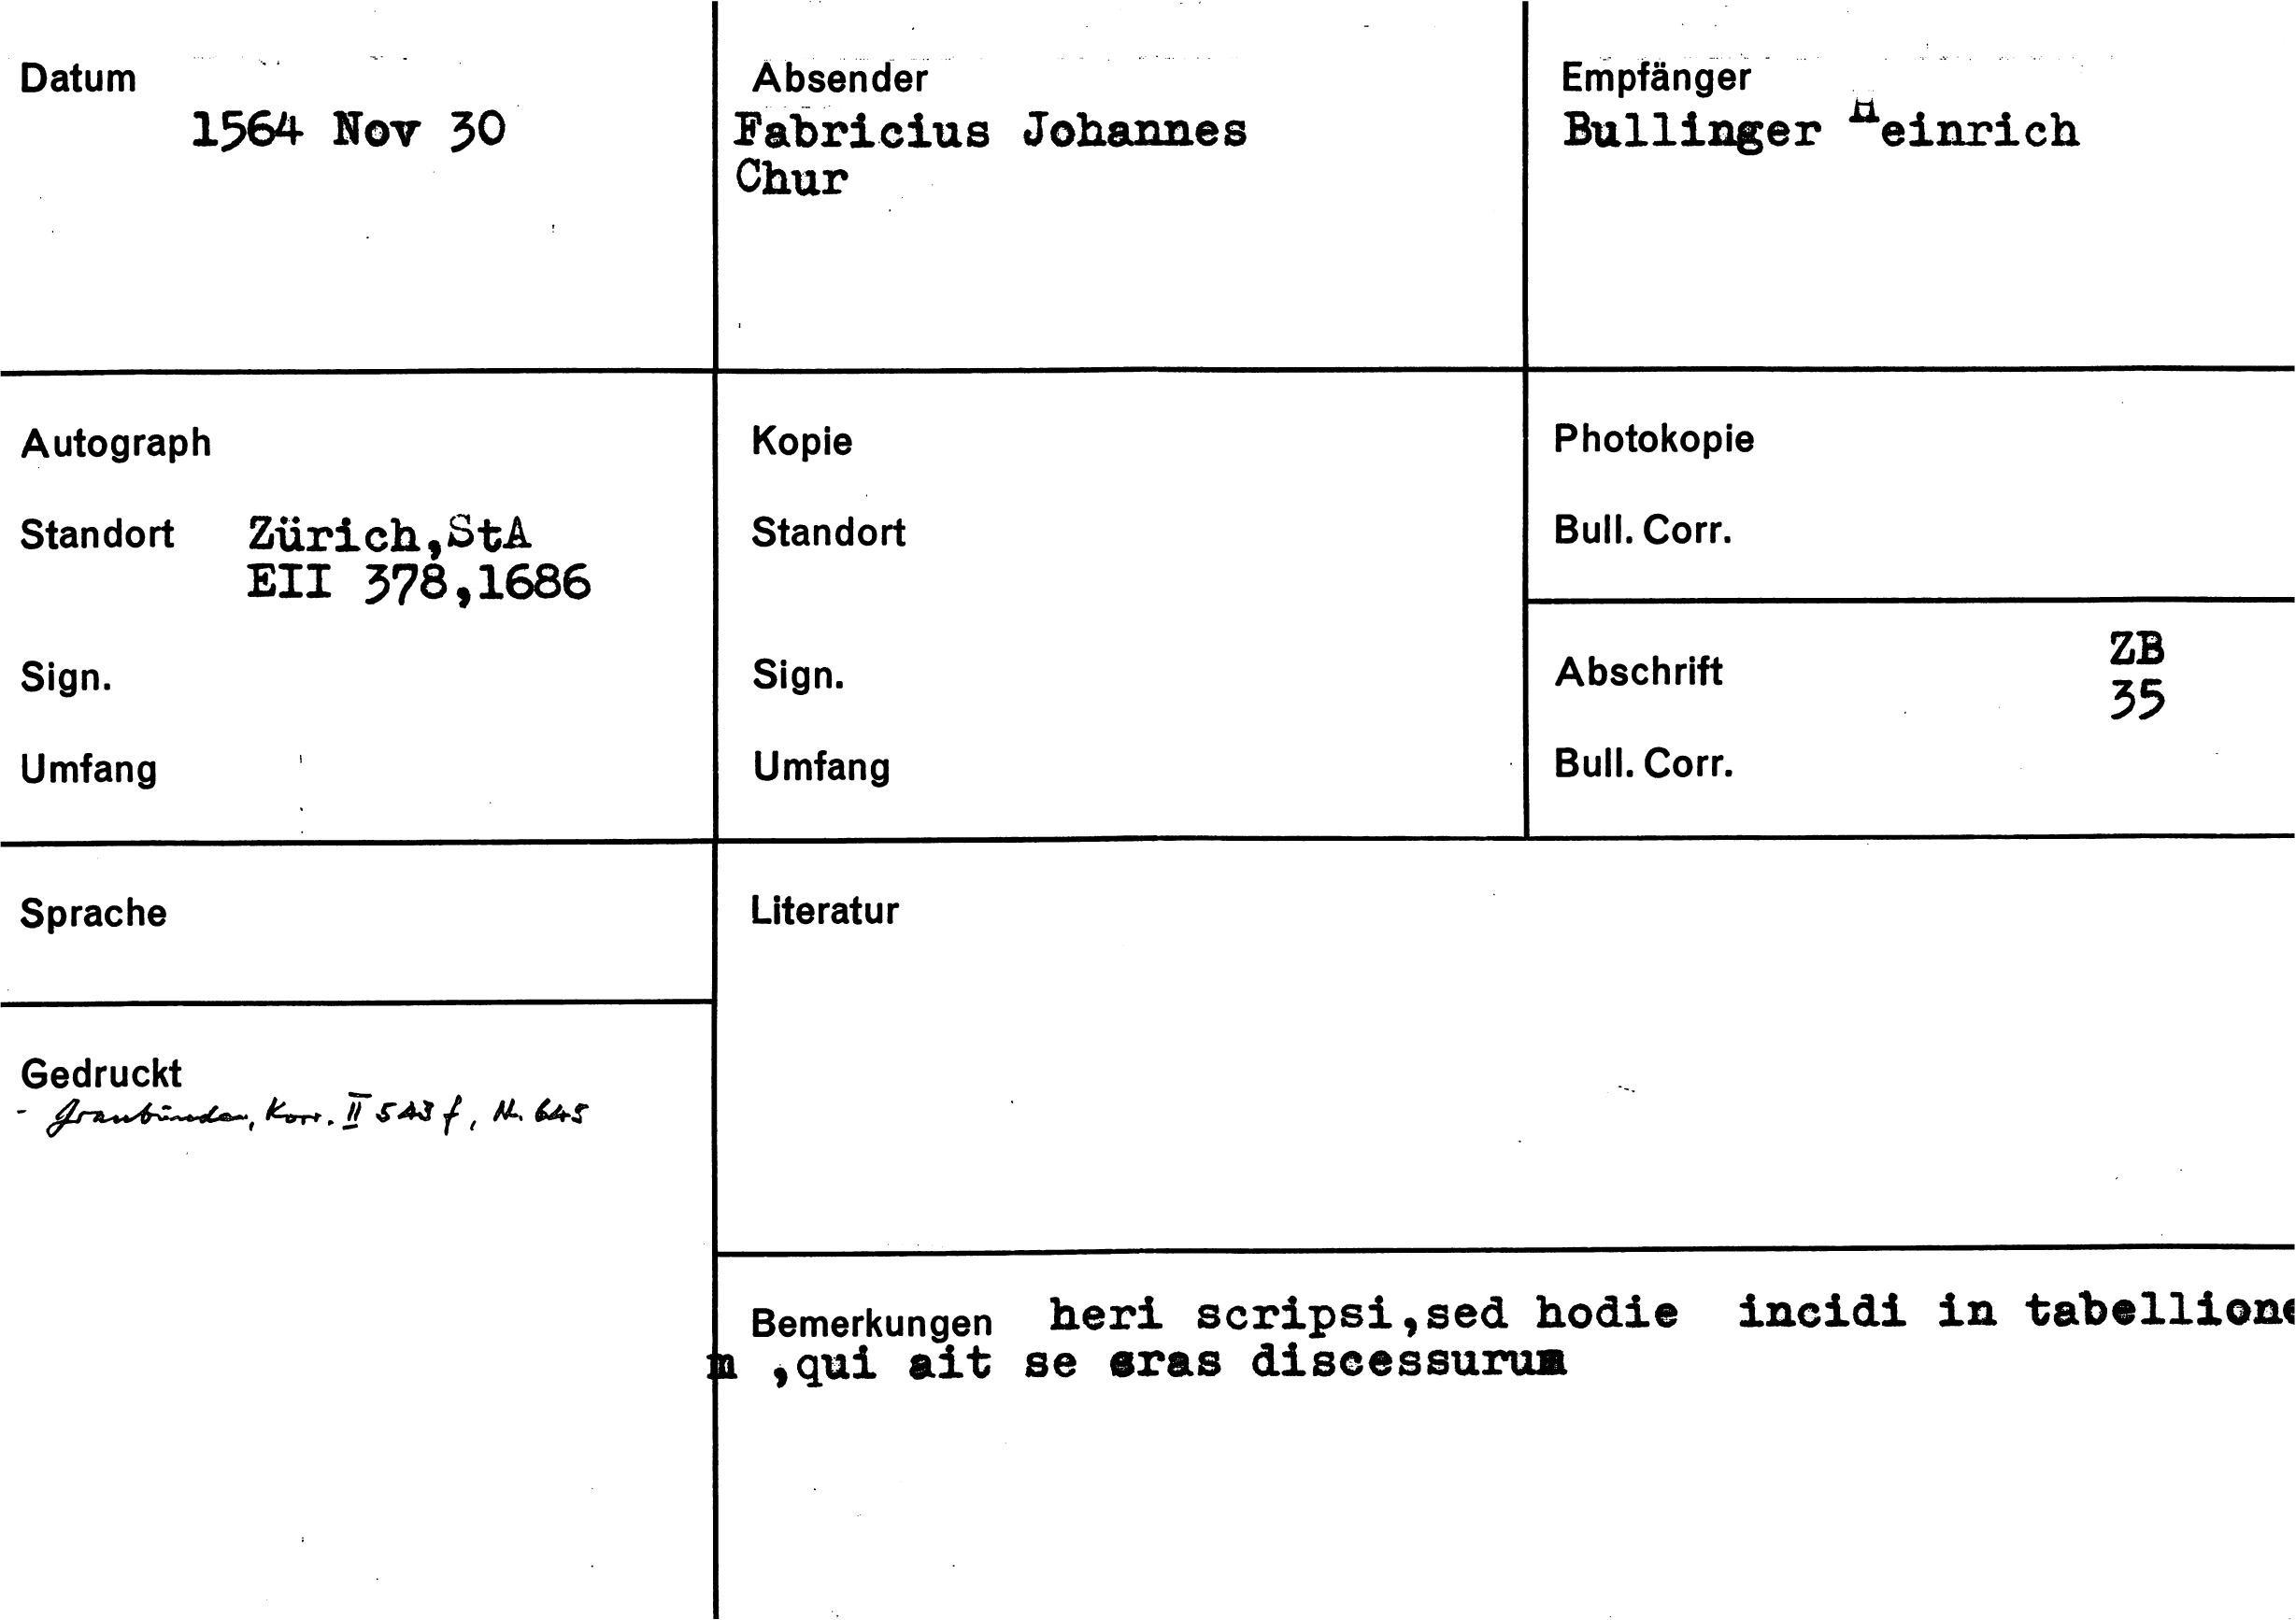 Datum
1564 Nov 30
Absender
Fabricius Johannes
Chur
Empfänger
Bullinger Heinrich
Autograph
Standort Zürich,StA
EII 378,1686
Sign.
Umfang
Kopie
Standort
Sign.
Umfang
Photokopie
Bull. Corr.
Abschrift ZB
35
Bull. Corr.
Sprache
Literatur
Gedruckt
- Graubünden, Korr. II 543 f, Nr. 645
Bemerkungen heri scripsi,sed hodie incidi in tabellione
m ,qui ait se cras discessurum